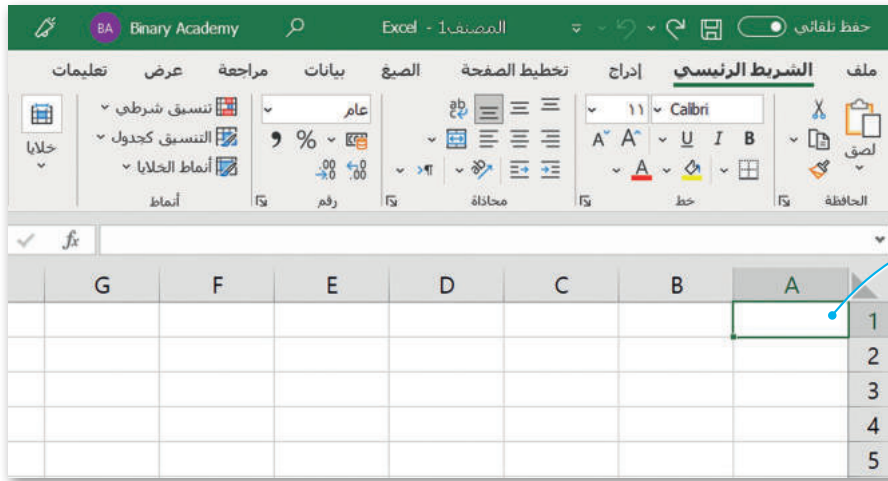 حفظ تلقائي المصنف1 - Excel Binary Academy BA
ملف الشريط الرئيسي إدراج تخطيط الصفحة الصيغ بيانات مراجعة عرض تعليمات
Calibri ١١ عام تنسيق شرطي
لصق B I U % التنسيق كجدول خلايا
A أنماط الخلايا
الحافظة خط محاذاة رقم أنماط
fx
A B C D E F G
1
2
3
4
5